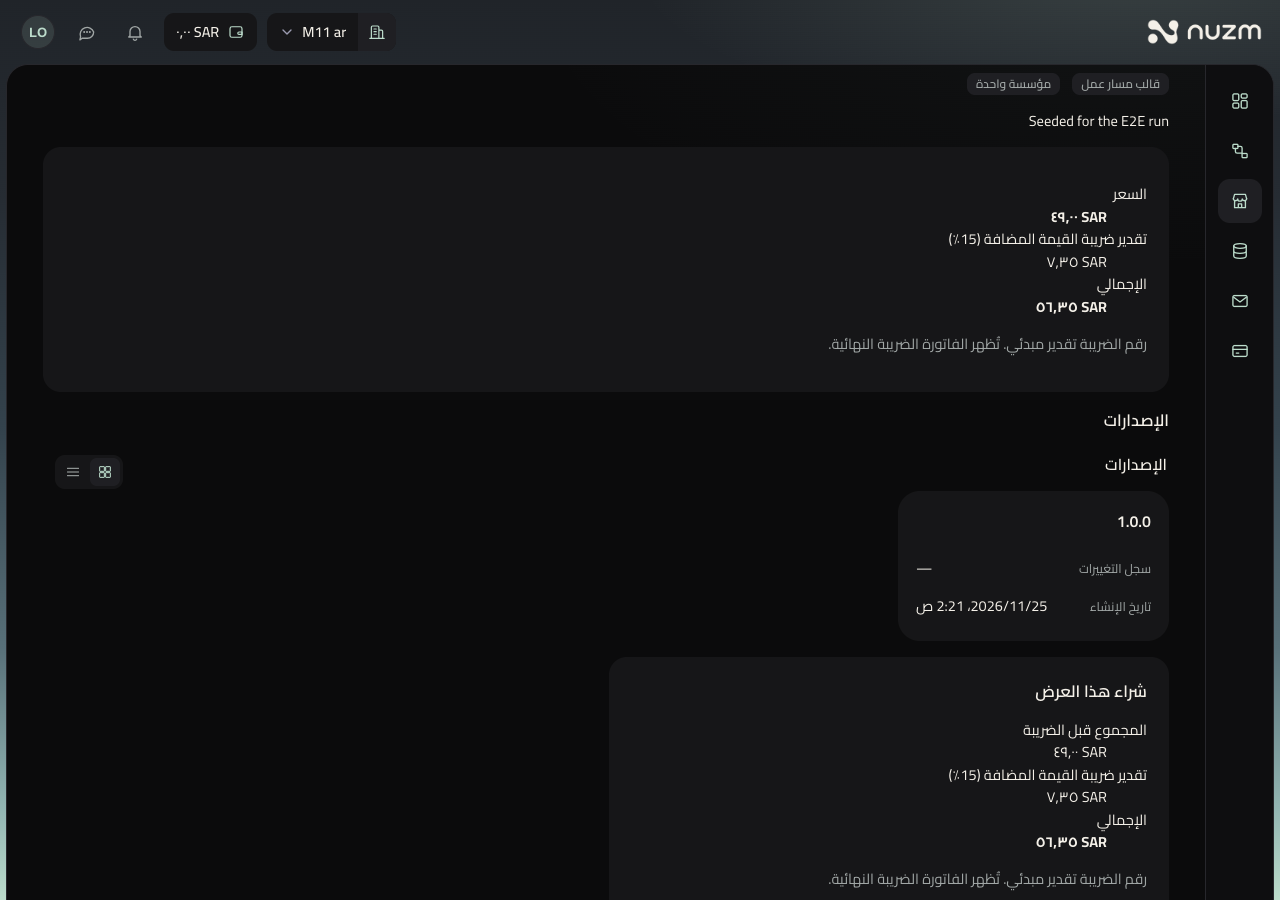 nuzm
M11 ar
٠,٠٠ SAR
LO
قالب مسار عمل
مؤسسة واحدة
Seeded for the E2E run
السعر
٤٩,٠٠ SAR
تقدير ضريبة القيمة المضافة (15٪)
٧,٣٥ SAR
الإجمالي
٥٦,٣٥ SAR
رقم الضريبة تقدير مبدئي. تُظهر الفاتورة الضريبة النهائية.
الإصدارات
الإصدارات
1.0.0
سجل التغييرات —
تاريخ الإنشاء 2026/11/25، 2:21 ص
شراء هذا العرض
المجموع قبل الضريبة
٤٩,٠٠ SAR
تقدير ضريبة القيمة المضافة (15٪)
٧,٣٥ SAR
الإجمالي
٥٦,٣٥ SAR
رقم الضريبة تقدير مبدئي. تُظهر الفاتورة الضريبة النهائية.